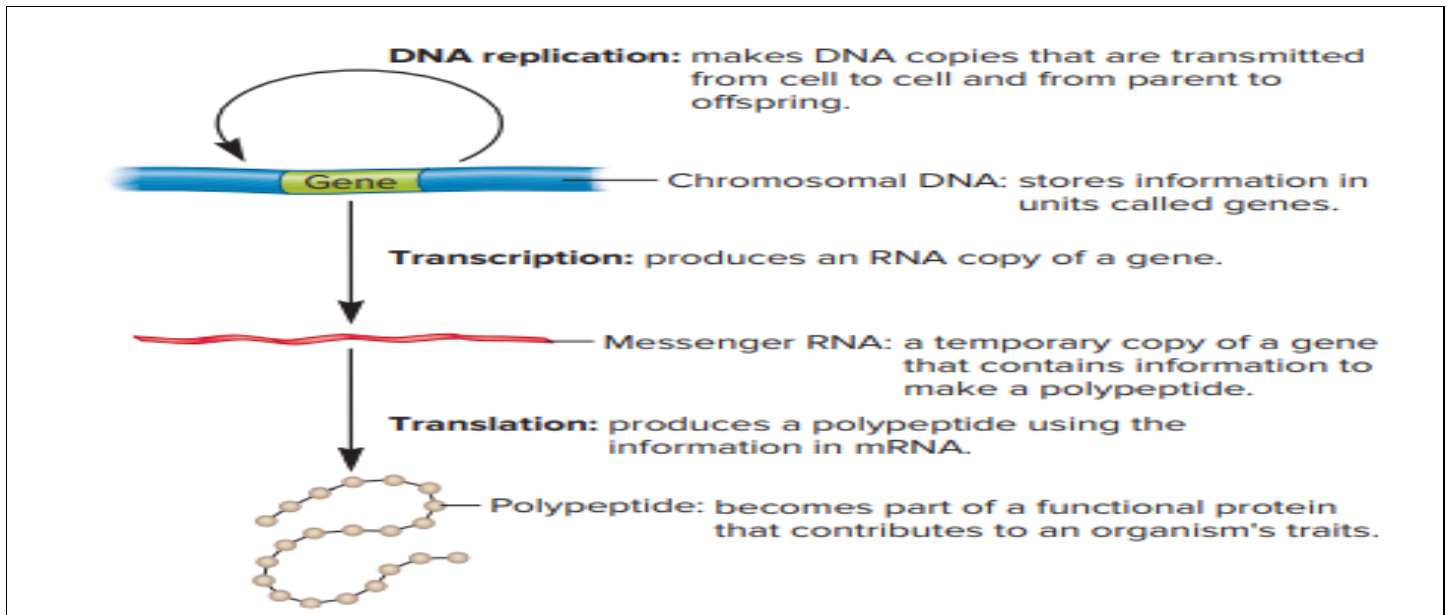 DNA replication: makes DNA copies that are transmitted
from cell to cell and from parent to
offspring.
Gene
Chromosomal DNA: stores information in
units called genes.
Transcription: produces an RNA copy of a gene.
Messenger RNA: a temporary copy of a gene
that contains information to
make a polypeptide.
Translation: produces a polypeptide using the
information in mRNA.
Polypeptide: becomes part of a functional protein
that contributes to an organism's traits.